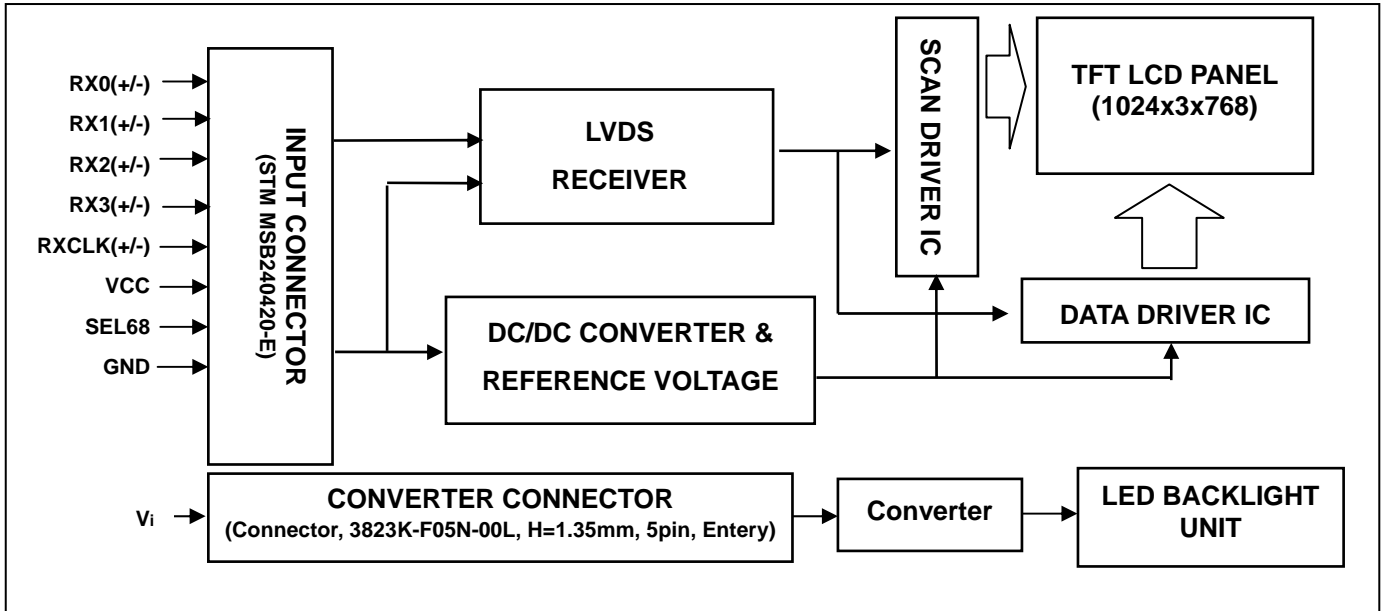 RX0(+/-)
RX1(+/-)
RX2(+/-)
RX3(+/-)
RXCLK(+/-)
VCC
SEL68
GND
INPUT CONNECTOR
(STM MSB240420-E)
LVDS
RECEIVER
DC/DC CONVERTER &
REFERENCE VOLTAGE
SCAN DRIVER IC
TFT LCD PANEL
(1024x3x768)
DATA DRIVER IC
Vi
CONVERTER CONNECTOR
(Connector, 3823K-F05N-00L, H=1.35mm, 5pin, Entery)
Converter
LED BACKLIGHT
UNIT